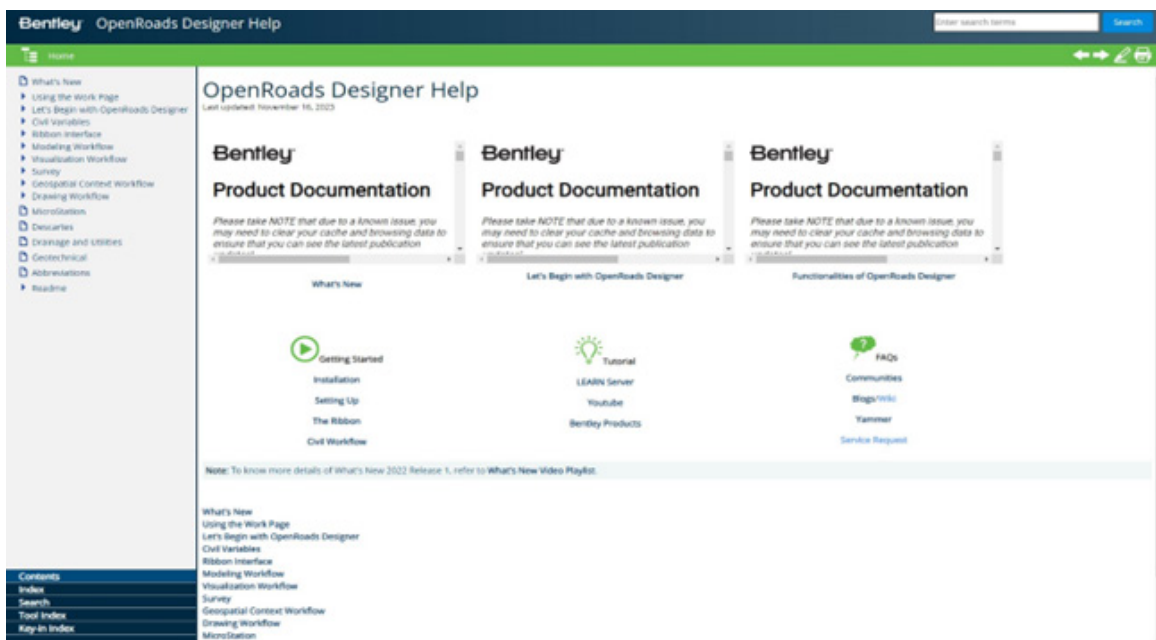 Bentley OpenRoads Designer Help
Enter search terms
Search
Home
What's New
Using the Work Page
Let's Begin with OpenRoads Designer
Civil Variables
Ribbon Interface
Modeling Workflow
Visualization Workflow
Survey
Geospatial Context Workflow
Drawing Workflow
MicroStation
Descartes
Drainage and Utilities
Geotechnical
Abbreviations
Readme
Contents
Index
Search
Tool Index
Key-in Index
OpenRoads Designer Help
Last updated: November 16, 2023
Bentley
Product Documentation
Please take NOTE that due to a known issue, you
may need to clear your cache and browsing data to
ensure that you can see the latest publication
What's New
Bentley
Product Documentation
Please take NOTE that due to a known issue, you
may need to clear your cache and browsing data to
ensure that you can see the latest publication
Let's Begin with OpenRoads Designer
Bentley
Product Documentation
Please take NOTE that due to a known issue, you
may need to clear your cache and browsing data to
ensure that you can see the latest publication
Functionalities of OpenRoads Designer
Getting Started
Installation
Setting Up
The Ribbon
Civil Workflow
Tutorial
LEARN Server
Youtube
Bentley Products
?
FAQs
Communities
Blogs/Wiki
Yammer
Service Request
Note: To know more details of What's New 2022 Release 1, refer to What's New Video Playlist.
What's New
Using the Work Page
Let's Begin with OpenRoads Designer
Civil Variables
Ribbon Interface
Modeling Workflow
Visualization Workflow
Survey
Geospatial Context Workflow
Drawing Workflow
MicroStation